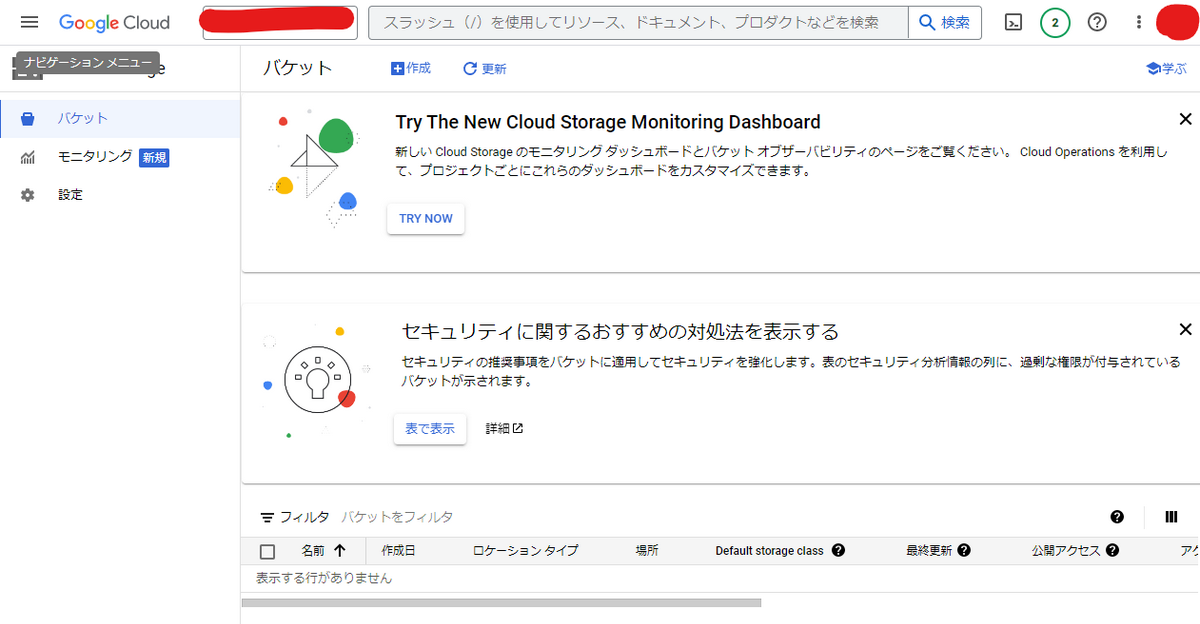 Google Cloud
スラッシュ（/）を使用してリソース、ドキュメント、プロダクトなどを検索
検索
2
ナビゲーション メニュー
バケット
作成
更新
学ぶ
バケット
モニタリング 新規
設定
Try The New Cloud Storage Monitoring Dashboard
新しい Cloud Storage のモニタリング ダッシュボードとバケット オブザーバビリティのページをご覧ください。 Cloud Operations を利用し
て、プロジェクトごとにこれらのダッシュボードをカスタマイズできます。
TRY NOW
セキュリティに関するおすすめの対処法を表示する
セキュリティの推奨事項をバケットに適用してセキュリティを強化します。表のセキュリティ分析情報の列に、過剰な権限が付与されている
バケットが示されます。
表で表示 詳細
フィルタ バケットをフィルタ
名前 作成日 ロケーション タイプ 場所 Default storage class 最終更新 公開アクセス
表示する行がありません